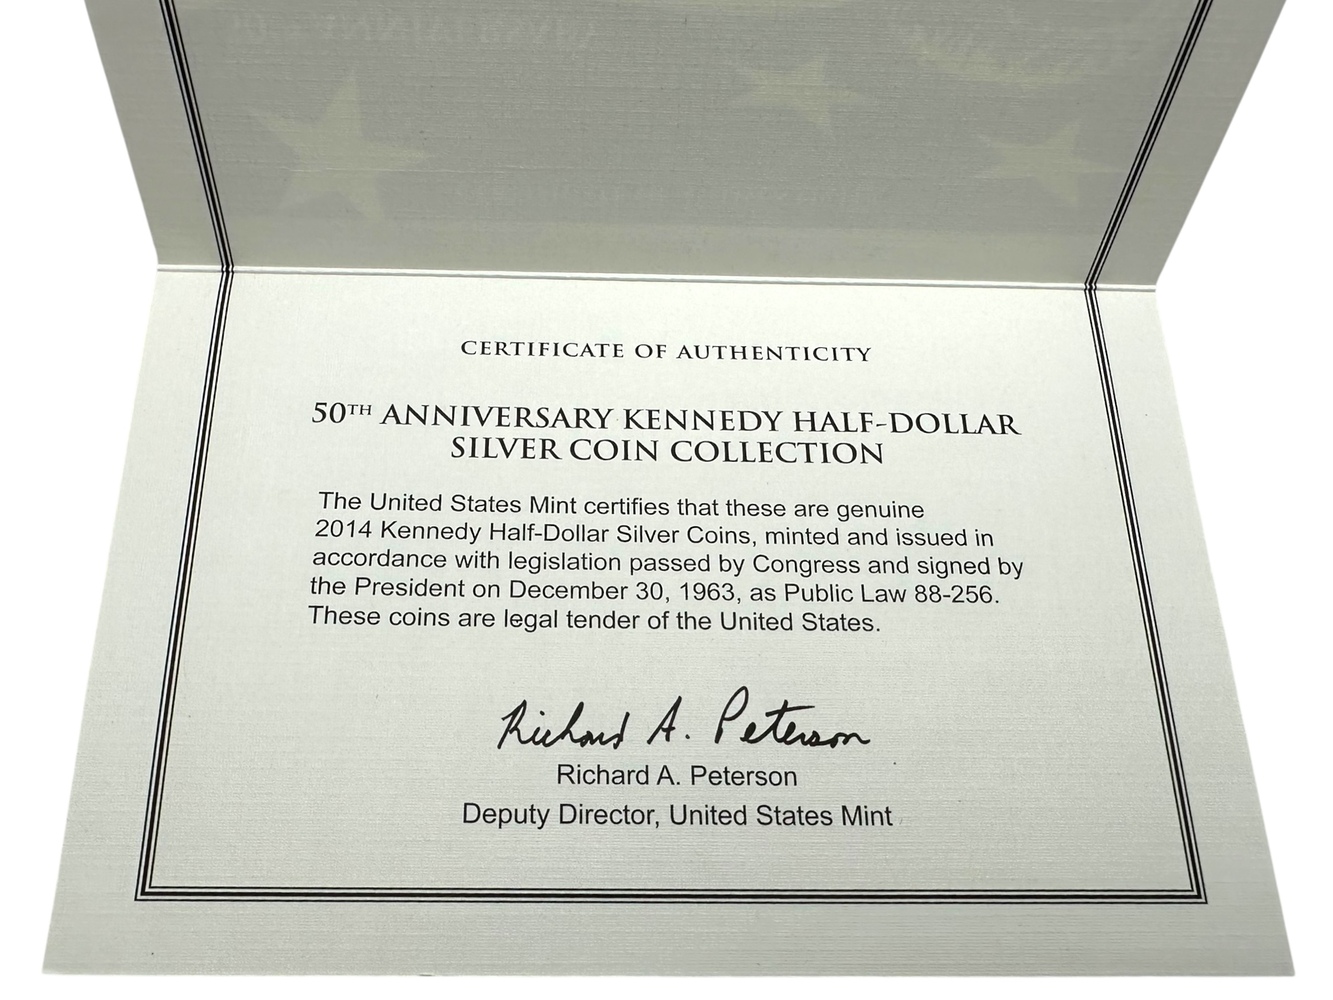 CERTIFICATE OF AUTHENTICITY
50TH ANNIVERSARY KENNEDY HALF-DOLLAR
SILVER COIN COLLECTION
The United States Mint certifies that these are genuine
2014 Kennedy Half-Dollar Silver Coins, minted and issued in
accordance with legislation passed by Congress and signed by
the President on December 30, 1963, as Public Law 88-256.
These coins are legal tender of the United States.
Richard A. Peterson
Richard A. Peterson
Deputy Director, United States Mint